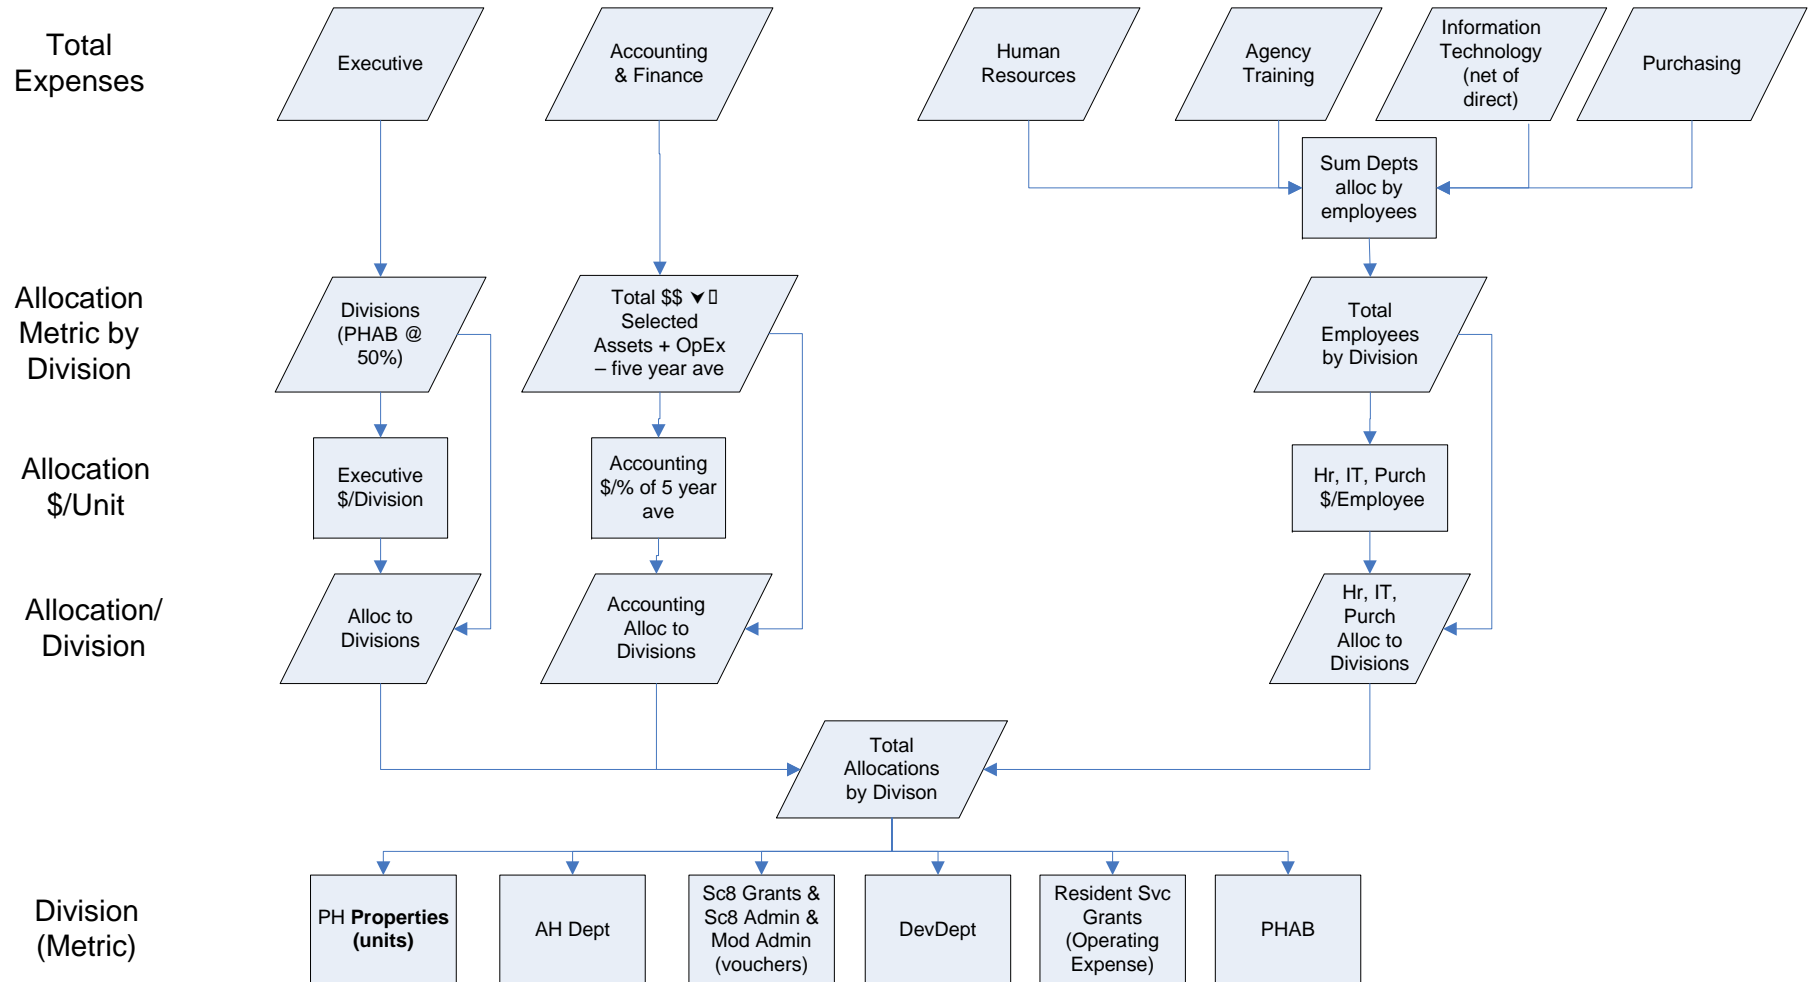 Total
Expenses
Executive
Accounting
& Finance
Human
Resources
Agency
Training
Information
Technology
(net of
direct)
Purchasing
Sum Depts
alloc by
employees
Allocation
Metric by
Division
Divisions
(PHAB @
50%)
Total $$
Selected
Assets + OpEx
– five year ave
Total
Employees
by Division
Allocation
$/Unit
Executive
$/Division
Accounting
$/% of 5 year
ave
Hr, IT, Purch
$/Employee
Allocation/
Division
Alloc to
Divisions
Accounting
Alloc to
Divisions
Hr, IT,
Purch
Alloc to
Divisions
Total
Allocations
by Divison
Division
(Metric)
PH Properties
(units)
AH Dept
Sc8 Grants &
Sc8 Admin &
Mod Admin
(vouchers)
DevDept
Resident Svc
Grants
(Operating
Expense)
PHAB